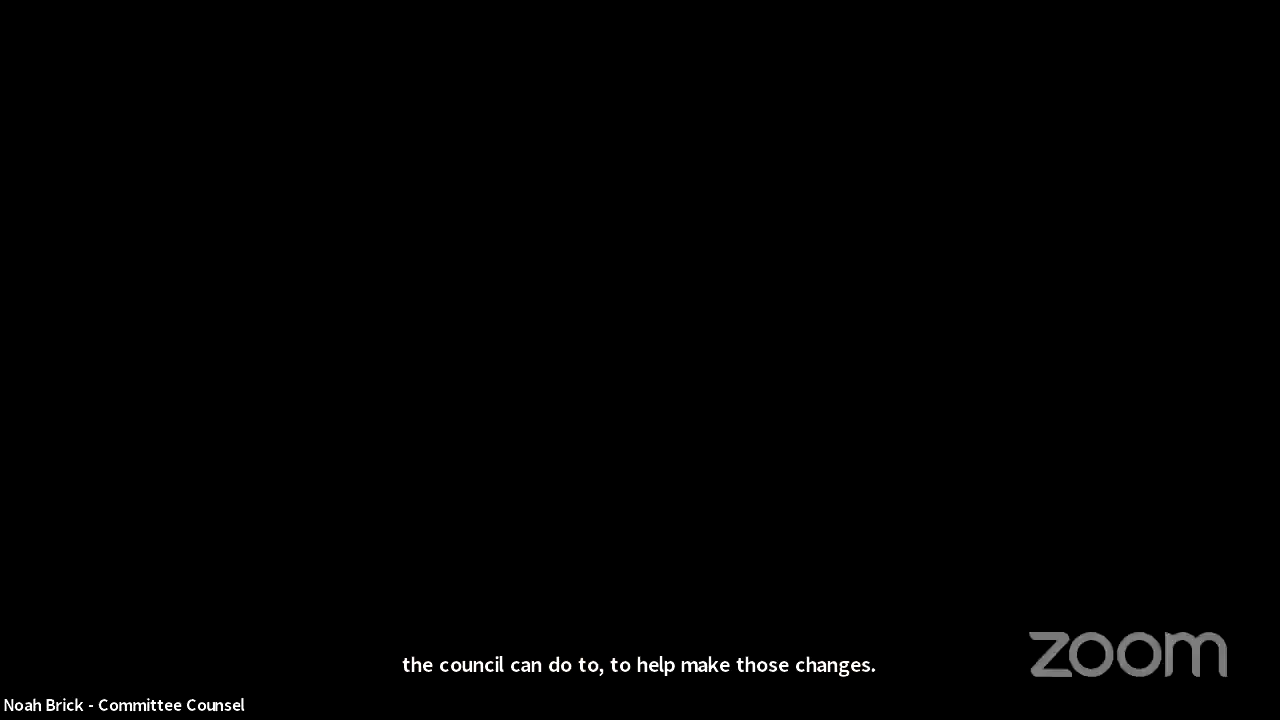 the council can do to, to help make those changes.
zoom
Noah Brick - Committee Counsel